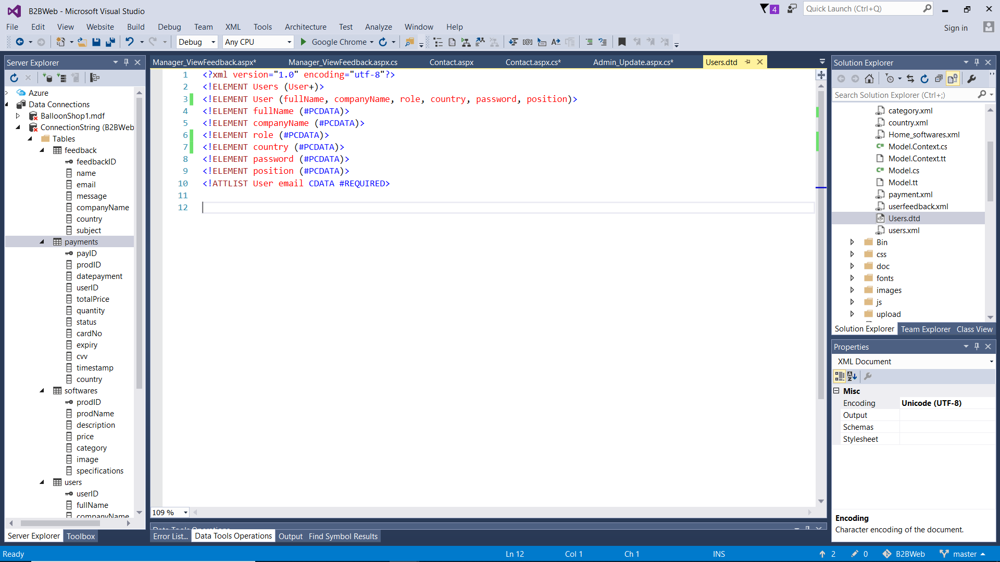 B2BWeb - Microsoft Visual Studio
4
Quick Launch (Ctrl+Q)
File Edit View Website Build Debug Team XML Tools Architecture Test Analyze Window Help
Sign in
Debug Any CPU Google Chrome
Server Explorer
Azure
Data Connections
BalloonShop1.mdf
ConnectionString (B2BWeb
Tables
feedback
feedbackID
name
email
message
companyName
country
subject
payments
payID
prodID
datepayment
userID
totalPrice
quantity
status
cardNo
expiry
cvv
timestamp
country
softwares
prodID
prodName
description
price
category
image
specifications
users
userID
fullName
companyName
Server Explorer Toolbox
Manager_ViewFeedback.aspx* Manager_ViewFeedback.aspx.cs Contact.aspx Contact.aspx.cs* Admin_Update.aspx.cs* Users.dtd
1 <?xml version="1.0" encoding="utf-8"?>
2 <!ELEMENT Users (User+)>
3 <!ELEMENT User (fullName, companyName, role, country, password, position)>
4 <!ELEMENT fullName (#PCDATA)>
5 <!ELEMENT companyName (#PCDATA)>
6 <!ELEMENT role (#PCDATA)>
7 <!ELEMENT country (#PCDATA)>
8 <!ELEMENT password (#PCDATA)>
9 <!ELEMENT position (#PCDATA)>
10 <!ATTLIST User email CDATA #REQUIRED>
11
12
109 %
Data Tools Operations
Error List... Data Tools Operations Output Find Symbol Results
Solution Explorer
Search Solution Explorer (Ctrl+;)
category.xml
country.xml
Home_softwares.xml
Model.Context.cs
Model.Context.tt
Model.cs
Model.tt
payment.xml
userfeedback.xml
Users.dtd
users.xml
Bin
css
doc
fonts
images
js
upload
Solution Explorer Team Explorer Class View
Properties
XML Document
Misc
Encoding Unicode (UTF-8)
Output
Schemas
Stylesheet
Encoding
Character encoding of the document.
Ready Ln 12 Col 1 Ch 1 INS 2 0 B2BWeb master